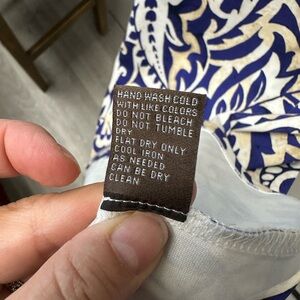 HAND WASH COLD
WITH LIKE COLORS
DO NOT BLEACH
DO NOT TUMBLE
DRY
FLAT DRY ONLY
COOL IRON
AS NEEDED
CAN BE DRY
CLEAN